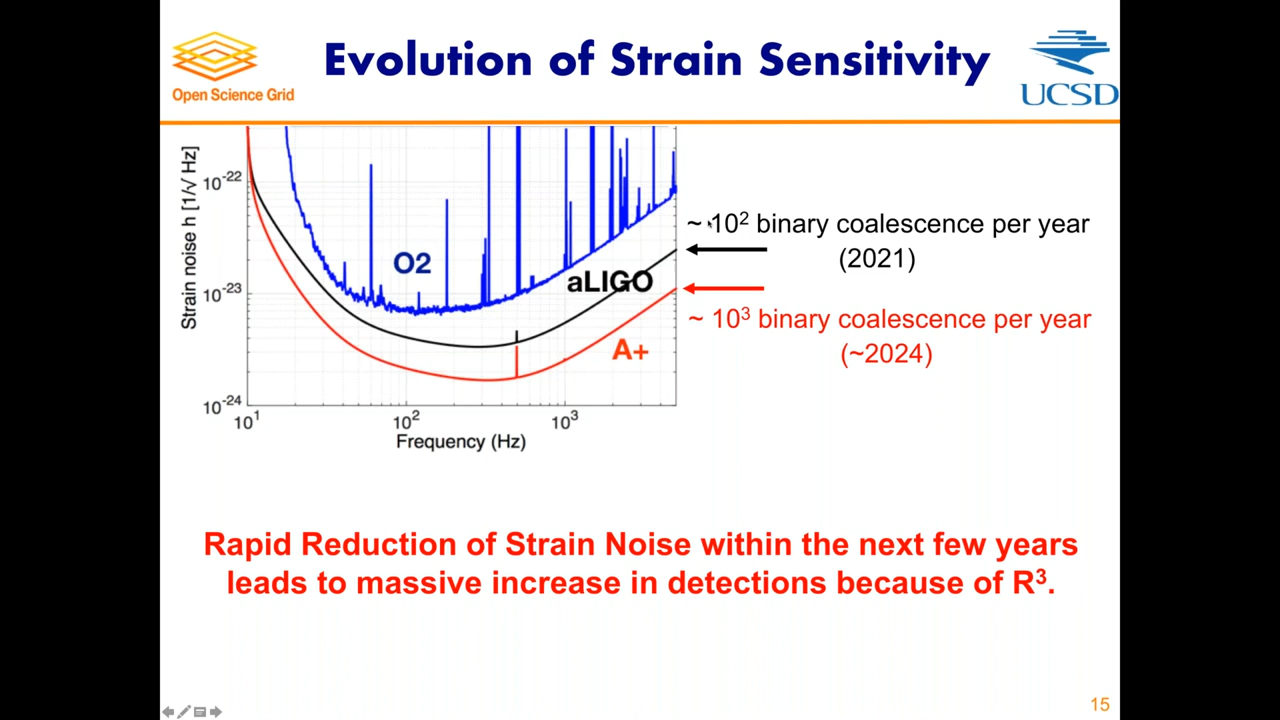 Evolution of Strain Sensitivity
Open Science Grid
UCSD
Strain noise h [1/√ Hz]
10-22
10-23
10-24
O2
aLIGO
A+
10¹
10²
10³
Frequency (Hz)
~ 10² binary coalescence per year
(2021)
~ 10³ binary coalescence per year
(~2024)
Rapid Reduction of Strain Noise within the next few years
leads to massive increase in detections because of R³.
15